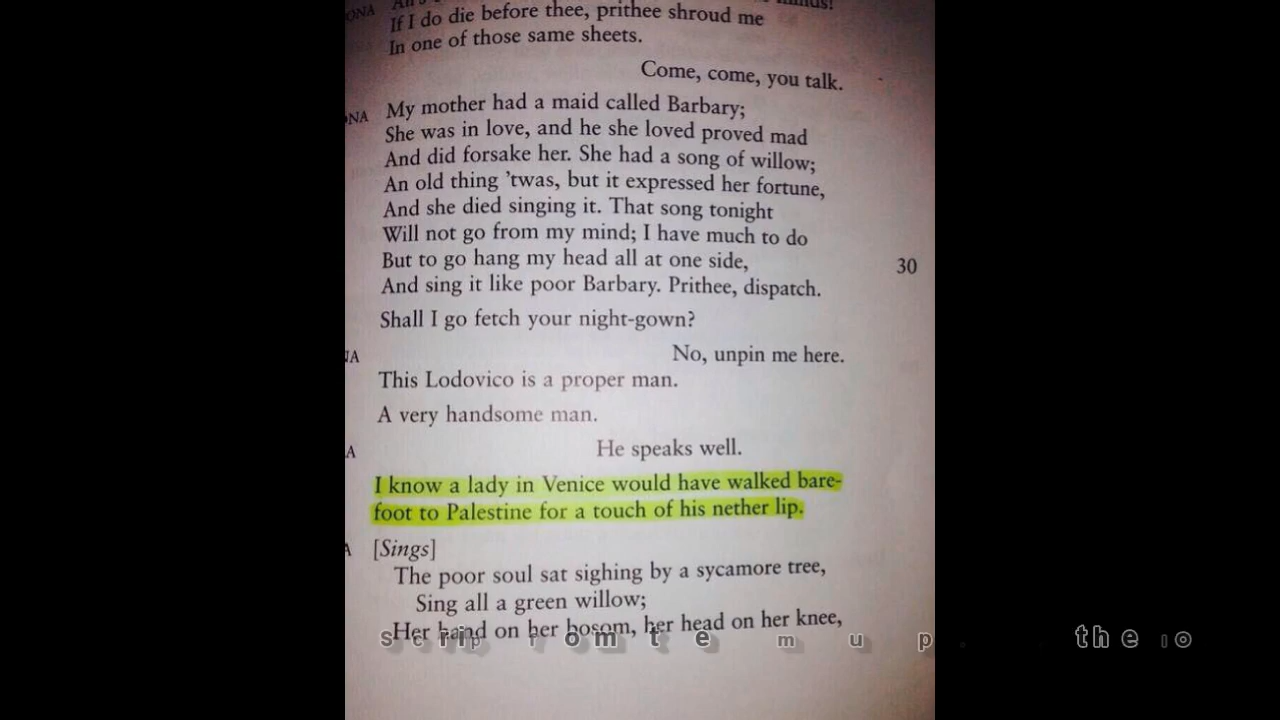 If I do die before thee, prithee shroud me
In one of those same sheets.
Come, come, you talk.
My mother had a maid called Barbary;
She was in love, and he she loved proved mad
And did forsake her. She had a song of willow;
An old thing 'twas, but it expressed her fortune,
And she died singing it. That song tonight
Will not go from my mind; I have much to do
But to go hang my head all at one side,
30
And sing it like poor Barbary. Prithee, dispatch.
Shall I go fetch your night-gown?
No, unpin me here.
This Lodovico is a proper man.
A very handsome man.
He speaks well.
I know a lady in Venice would have walked bare-
foot to Palestine for a touch of his nether lip.
[Sings]
The poor soul sat sighing by a sycamore tree,
Sing all a green willow;
Her hand on her bosom, her head on her knee,